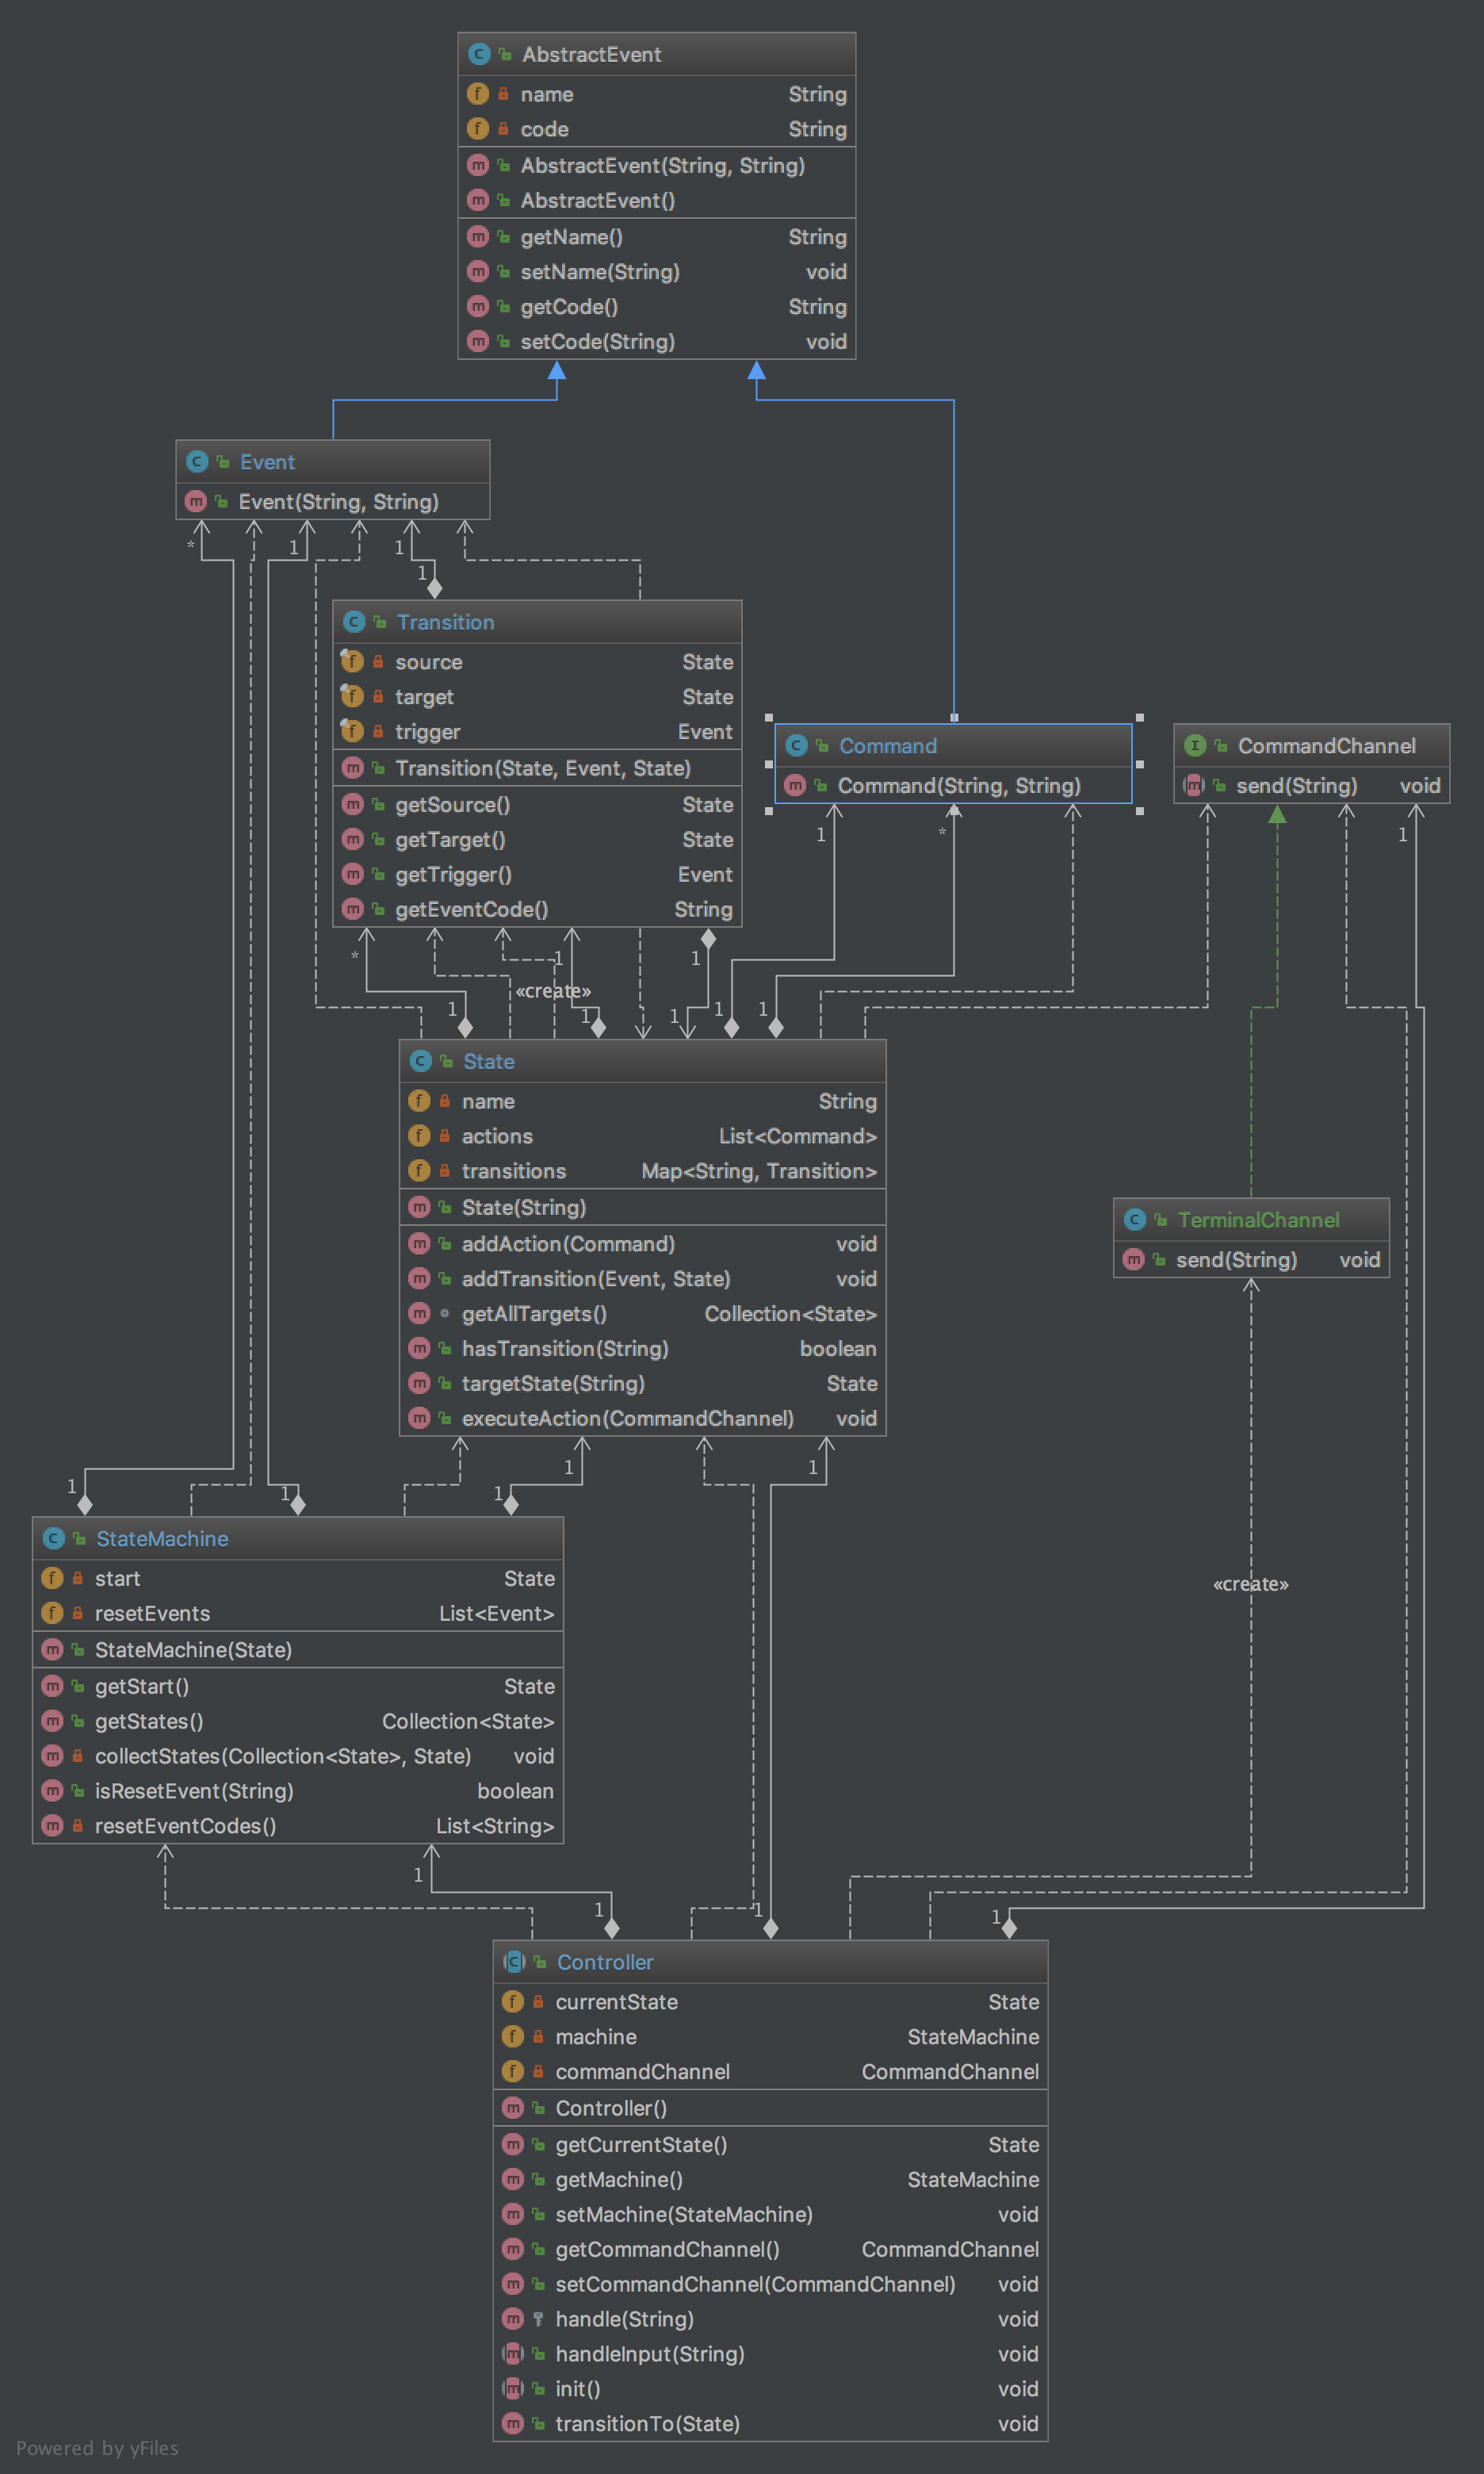 AbstractEvent
name String
code String
AbstractEvent(String, String)
AbstractEvent()
getName() String
setName(String) void
getCode() String
setCode(String) void
Event
Event(String, String)
* 1 1
1
Transition
source State
target State
trigger Event
Transition(State, Event, State)
getSource() State
getTarget() State
getTrigger() Event
getEventCode() String
Command
Command(String, String)
CommandChannel
send(String) void
1 * 1
* 1 1
«create»
1 1 1 1 1
State
name String
actions List<Command>
transitions Map<String, Transition>
State(String)
addAction(Command) void
addTransition(Event, State) void
getAllTargets() Collection<State>
hasTransition(String) boolean
targetState(String) State
executeAction(CommandChannel) void
TerminalChannel
send(String) void
1 1
1 1 1
StateMachine
start State
resetEvents List<Event>
StateMachine(State)
getStart() State
getStates() Collection<State>
collectStates(Collection<State>, State) void
isResetEvent(String) boolean
resetEventCodes() List<String>
«create»
1
1 1 1
Controller
currentState State
machine StateMachine
commandChannel CommandChannel
Controller()
getCurrentState() State
getMachine() StateMachine
setMachine(StateMachine) void
getCommandChannel() CommandChannel
setCommandChannel(CommandChannel) void
handle(String) void
handleInput(String) void
init() void
transitionTo(State) void
Powered by yFiles